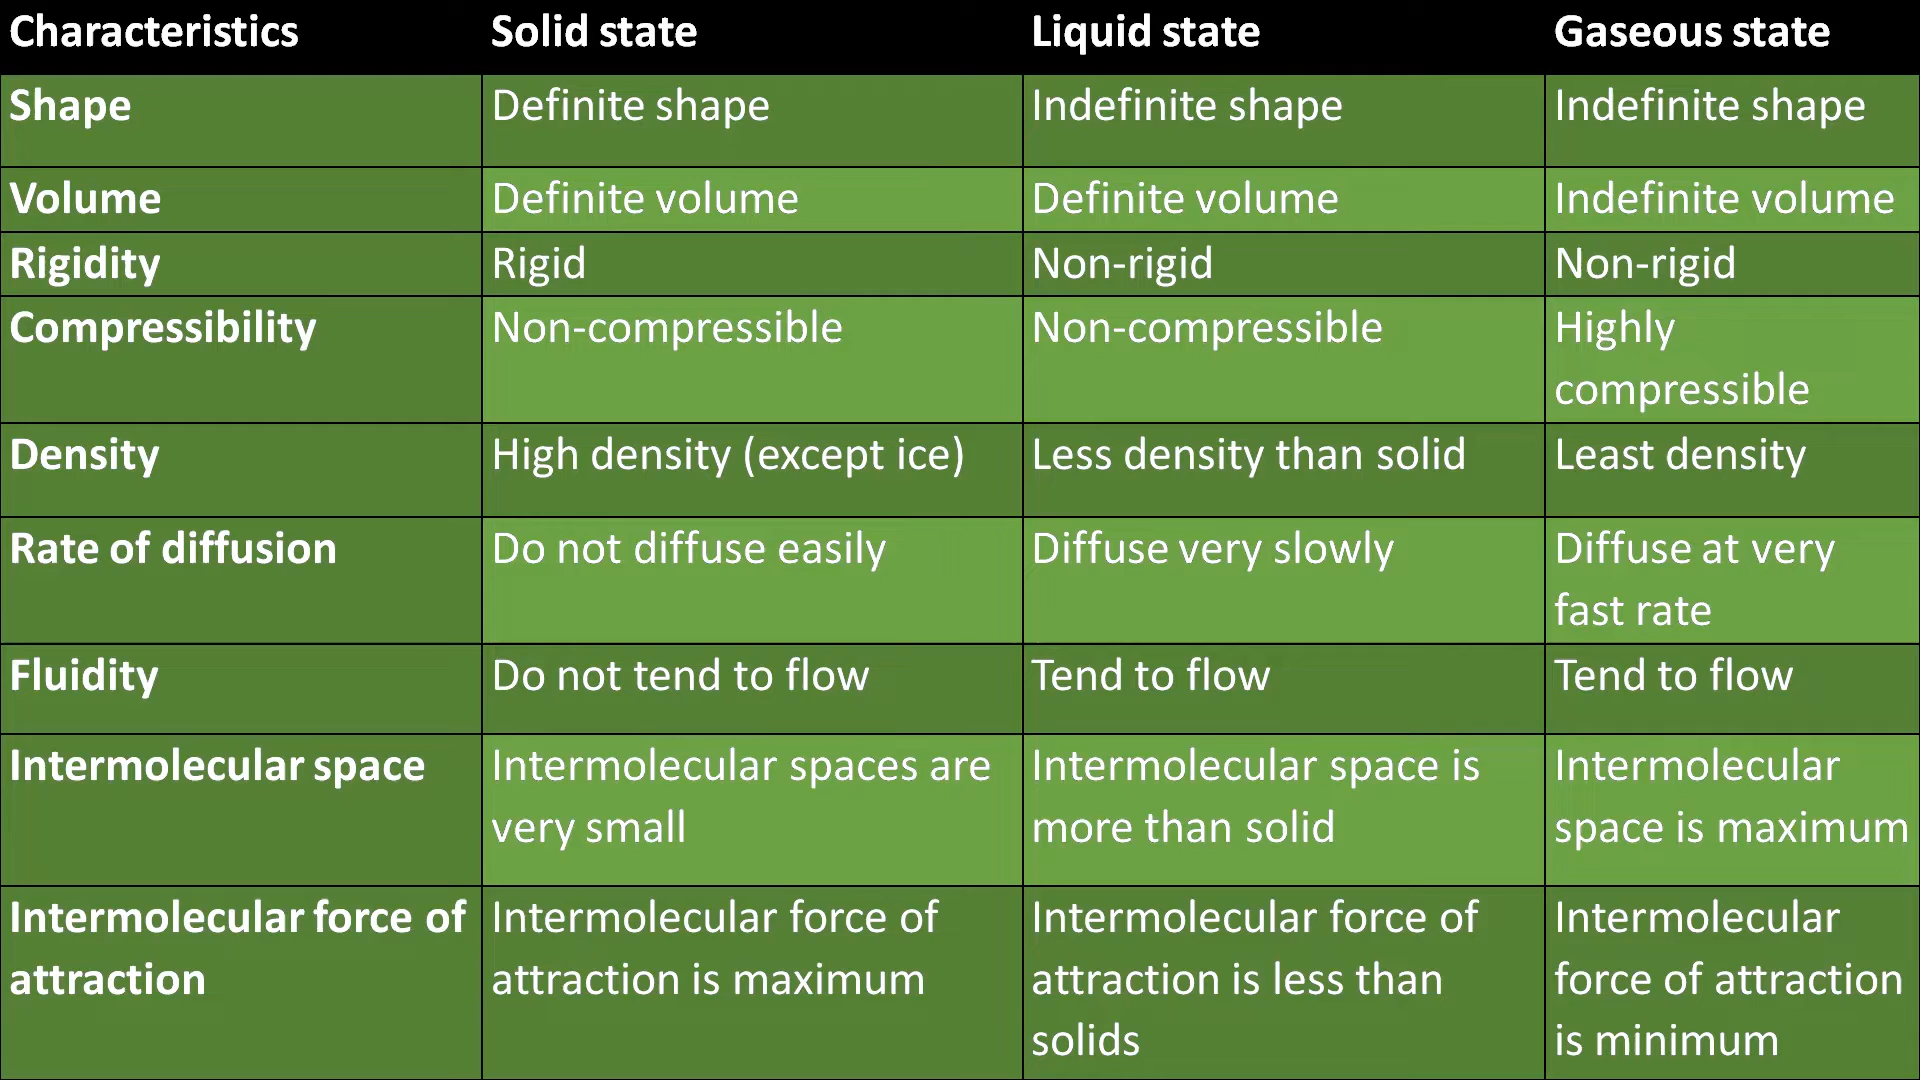 Characteristics
Solid state
Liquid state
Gaseous state
Shape
Definite shape
Indefinite shape
Indefinite shape
Volume
Definite volume
Definite volume
Indefinite volume
Rigidity
Rigid
Non-rigid
Non-rigid
Compressibility
Non-compressible
Non-compressible
Highly
compressible
Density
High density (except ice)
Less density than solid
Least density
Rate of diffusion
Do not diffuse easily
Diffuse very slowly
Diffuse at very
fast rate
Fluidity
Do not tend to flow
Tend to flow
Tend to flow
Intermolecular space
Intermolecular spaces are
very small
Intermolecular space is
more than solid
Intermolecular
space is maximum
Intermolecular force of
attraction
Intermolecular force of
attraction is maximum
Intermolecular force of
attraction is less than
solids
Intermolecular
force of attraction
is minimum